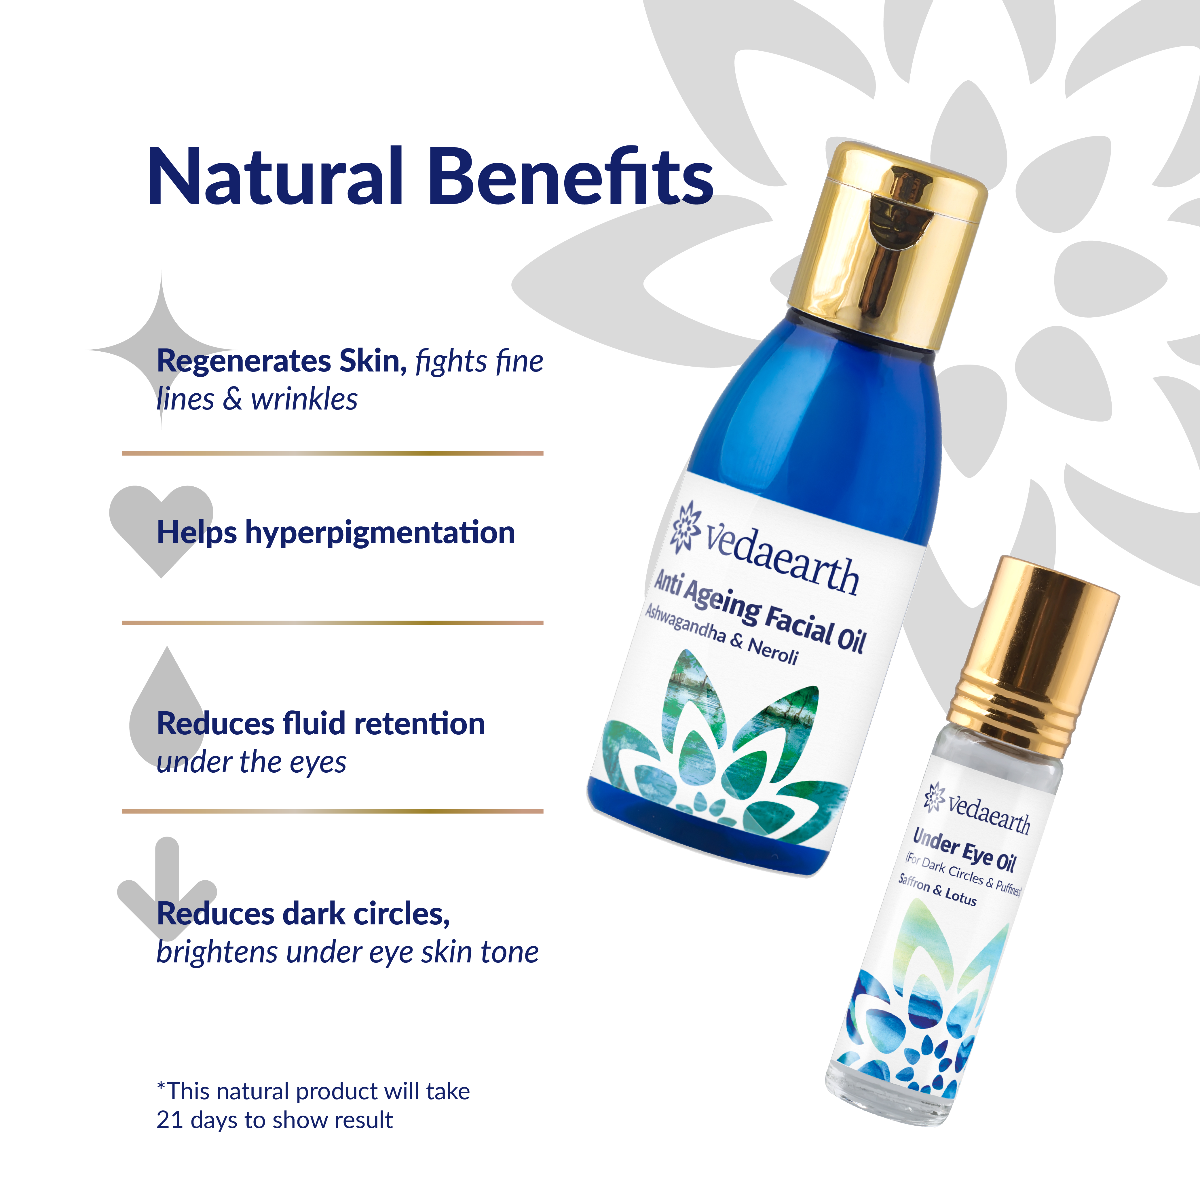 Natural Benefits
Regenerates Skin, fights fine
lines & wrinkles
Helps hyperpigmentation
Reduces fluid retention
under the eyes
Reduces dark circles,
brightens under eye skin tone
*This natural product will take
21 days to show result
vedaearth
Anti Ageing Facial Oil
Ashwagandha & Neroli
vedaearth
Under Eye Oil
(For Dark Circles & Puffiness)
Saffron & Lotus